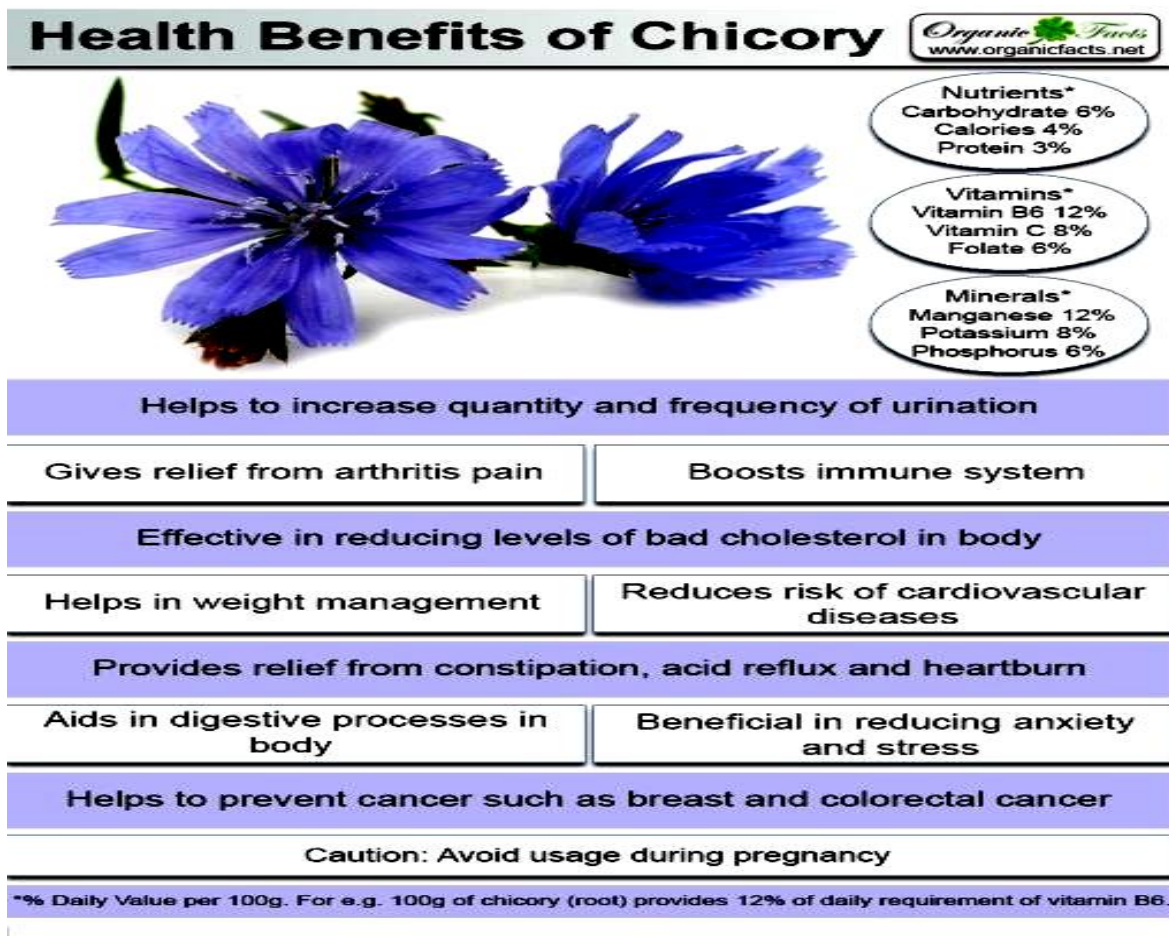 Health Benefits of Chicory
Organic Facts
www.organicfacts.net
Nutrients*
Carbohydrate 6%
Calories 4%
Protein 3%
Vitamins*
Vitamin B6 12%
Vitamin C 8%
Folate 6%
Minerals*
Manganese 12%
Potassium 8%
Phosphorus 6%
Helps to increase quantity and frequency of urination
Gives relief from arthritis pain
Boosts immune system
Effective in reducing levels of bad cholesterol in body
Helps in weight management
Reduces risk of cardiovascular
diseases
Provides relief from constipation, acid reflux and heartburn
Aids in digestive processes in
body
Beneficial in reducing anxiety
and stress
Helps to prevent cancer such as breast and colorectal cancer
Caution: Avoid usage during pregnancy
*% Daily Value per 100g. For e.g. 100g of chicory (root) provides 12% of daily requirement of vitamin B6.